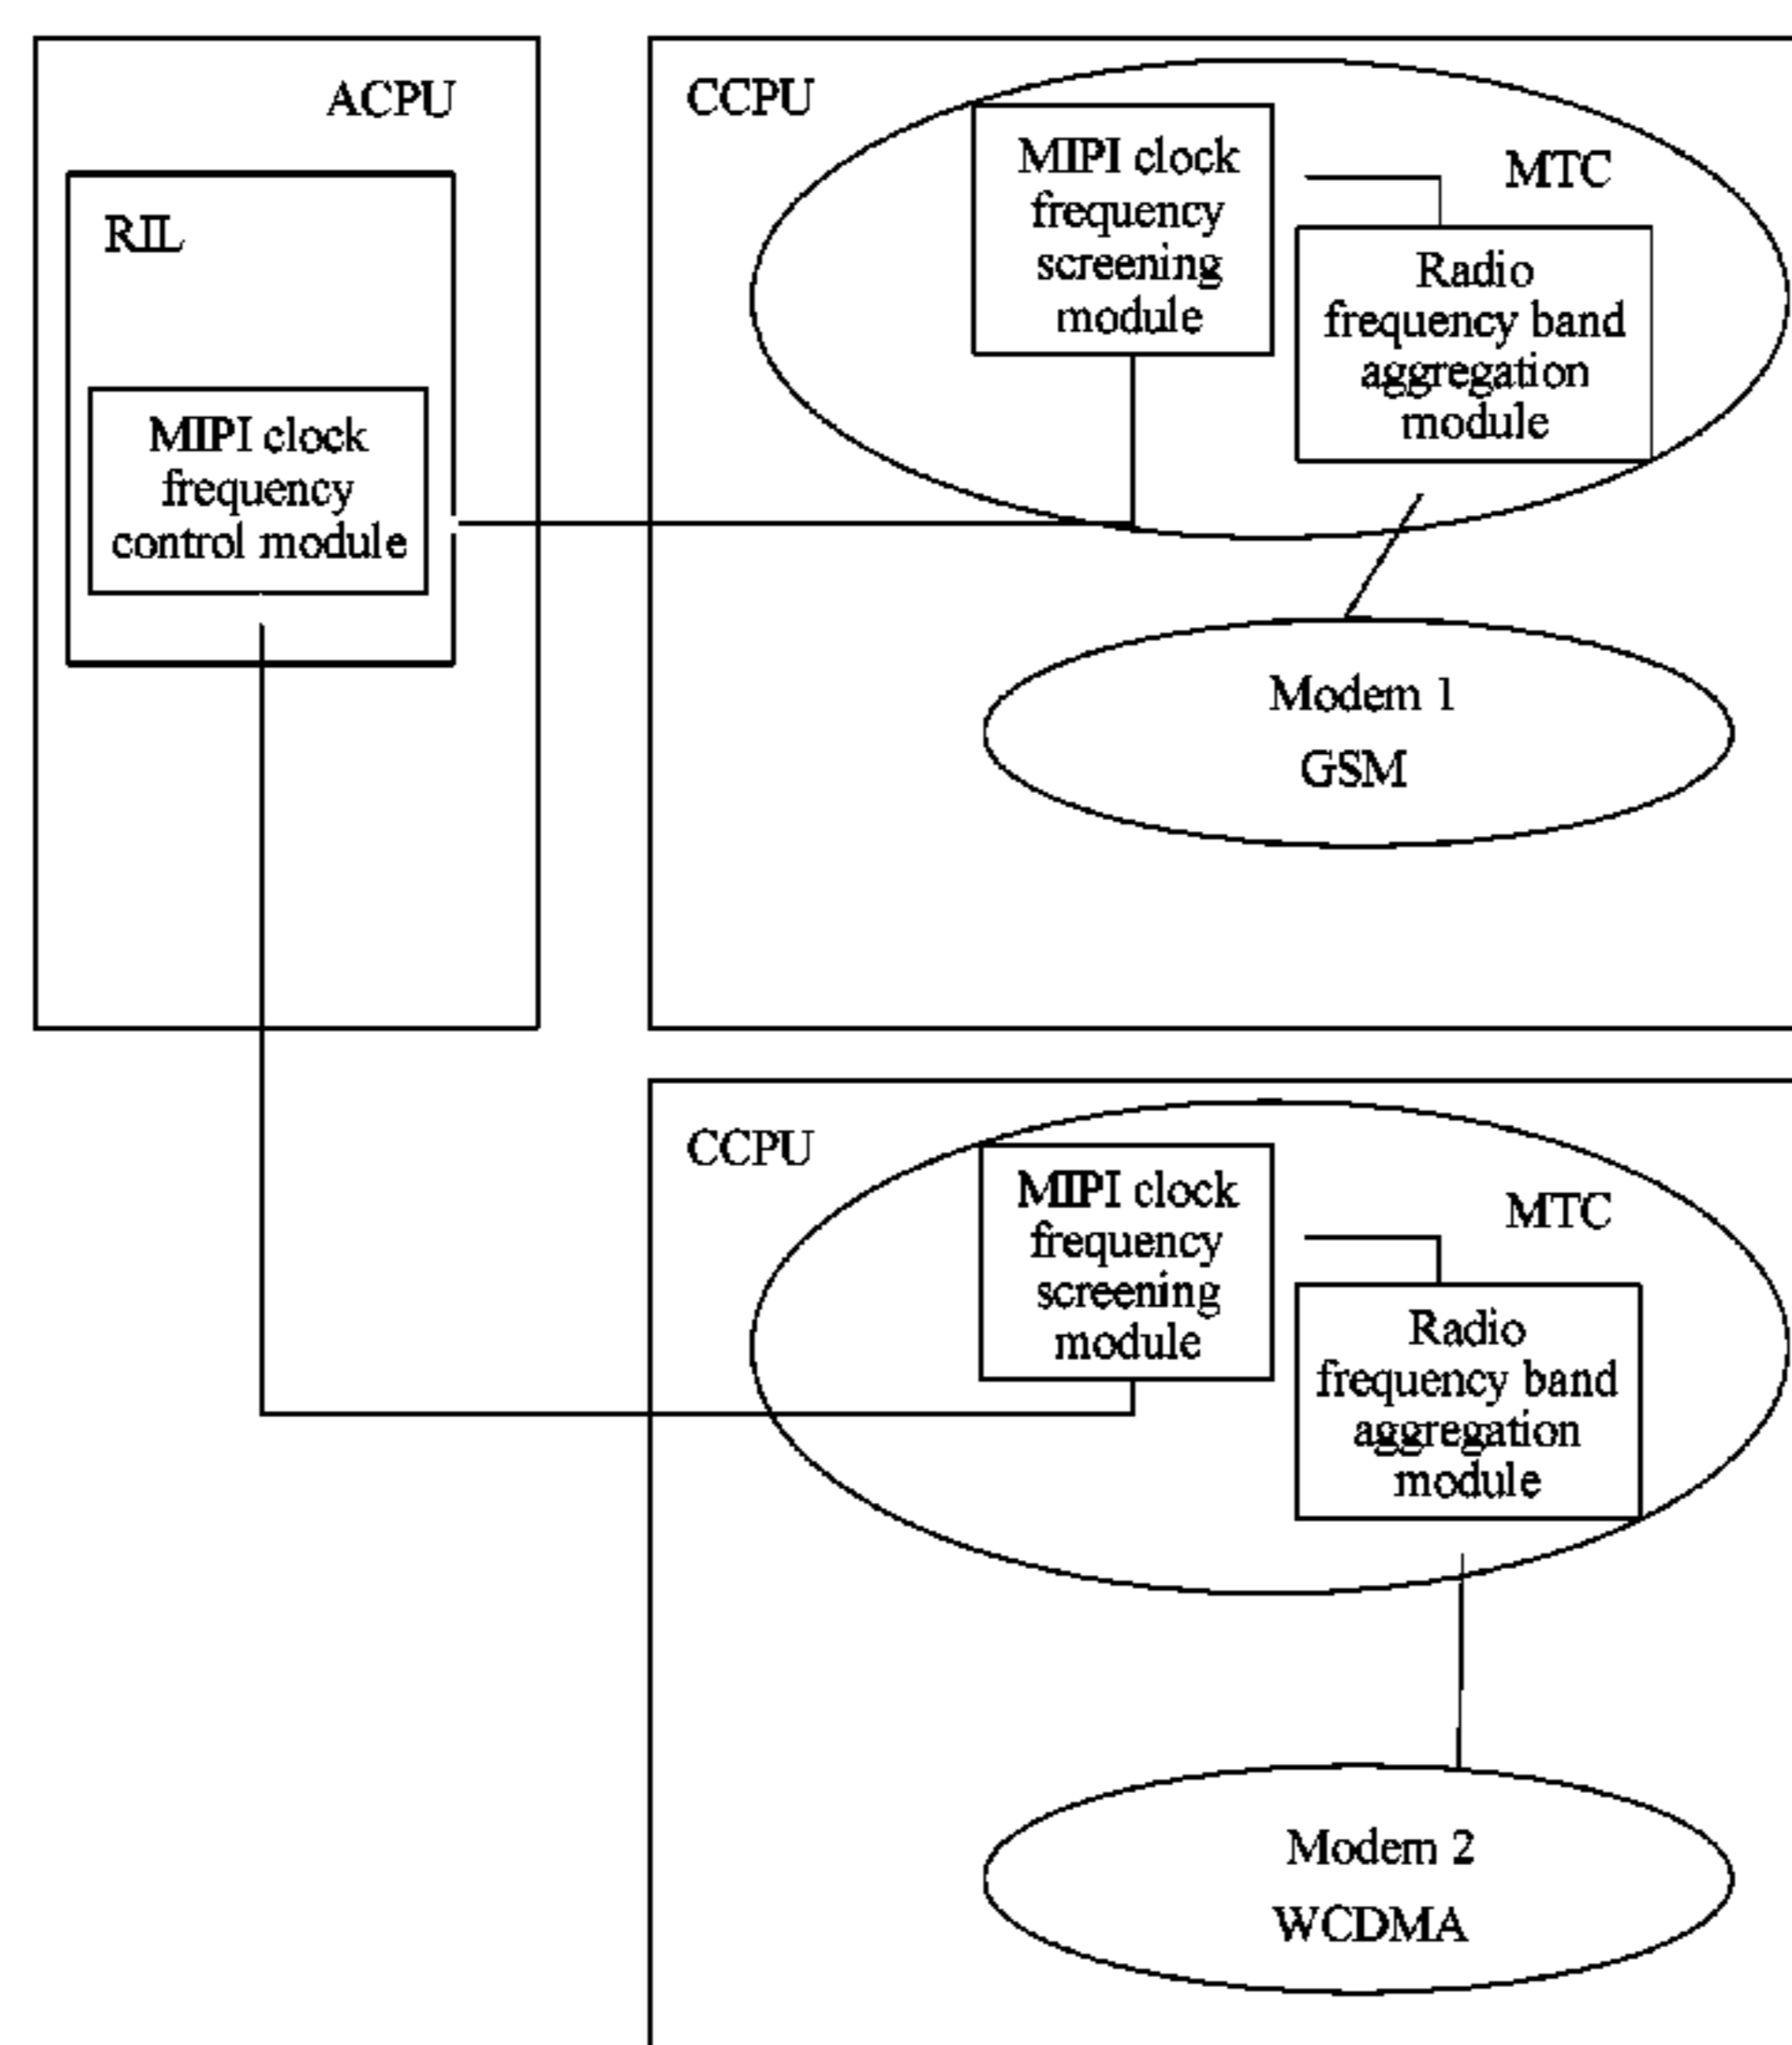 ACPU
RIL
MIPI clock
frequency
control module
CCPU
MIPI clock
frequency
screening
module
MTC
Radio
frequency band
aggregation
module
Modem 1
GSM
CCPU
MIPI clock
frequency
screening
module
MTC
Radio
frequency band
aggregation
module
Modem 2
WCDMA